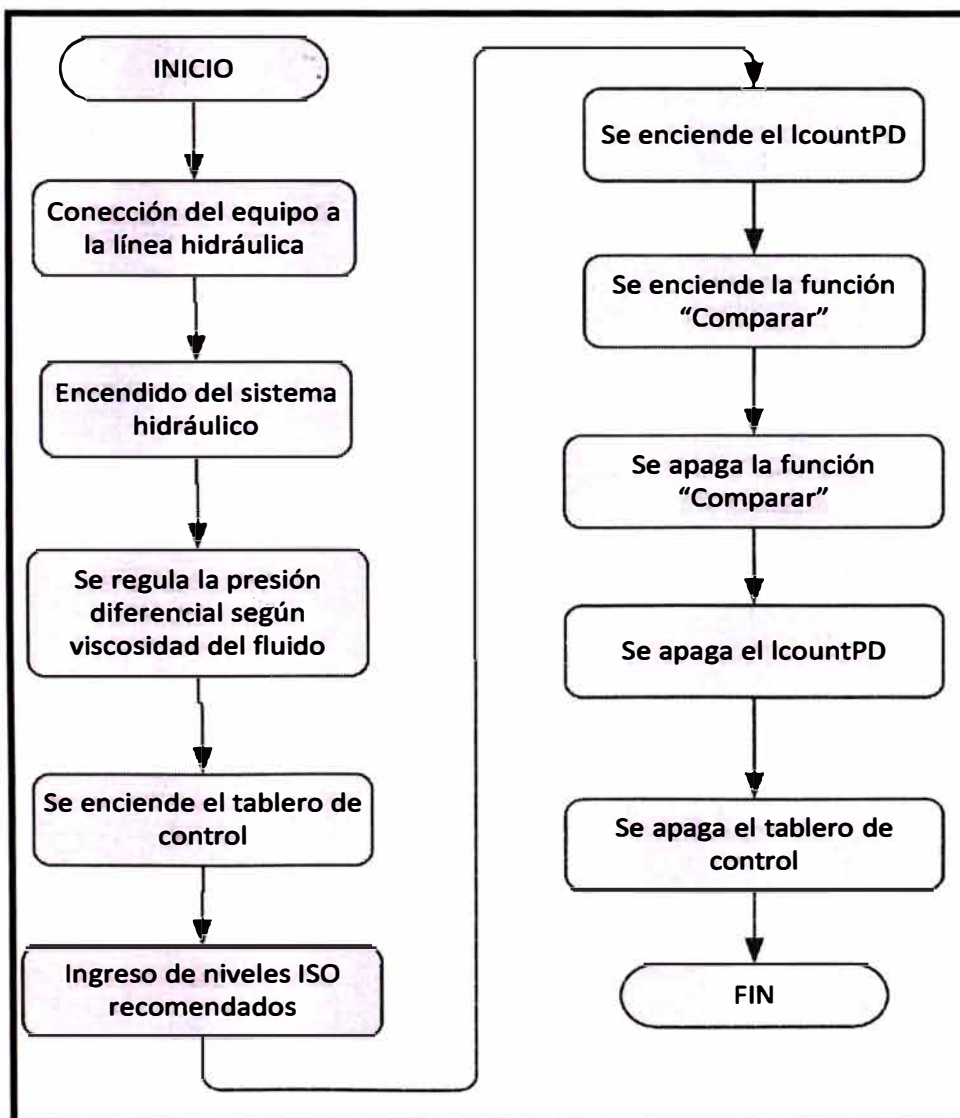 INICIO
Conección del equipo a
la línea hidráulica
Encendido del sistema
hidráulico
Se regula la presión
diferencial según
viscosidad del fluido
Se enciende el tablero de
control
Ingreso de niveles ISO
recomendados
Se enciende el IcountPD
Se enciende la función
“Comparar”
Se apaga la función
“Comparar”
Se apaga el IcountPD
Se apaga el tablero de
control
FIN